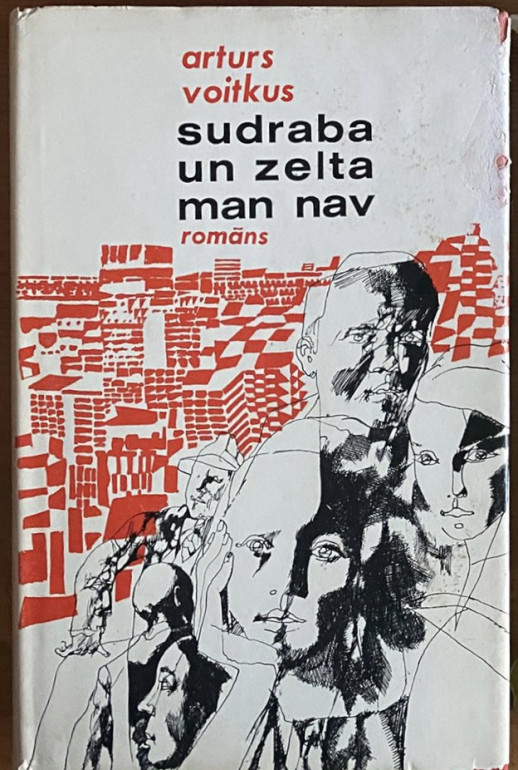 arturs
voitkus
sudraba
un zelta
man nav
romāns